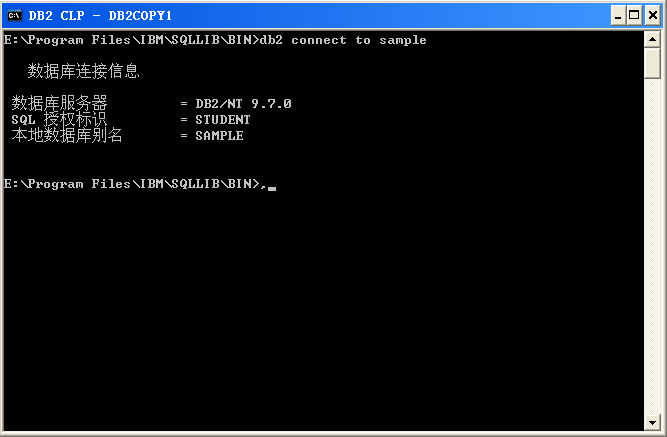 DB2 CLP - DB2COPY1
E:\Program Files\IBM\SQLLIB\BIN>db2 connect to sample
数据库连接信息
数据库服务器 = DB2/NT 9.7.0
SQL 授权标识 = STUDENT
本地数据库别名 = SAMPLE
E:\Program Files\IBM\SQLLIB\BIN>,_